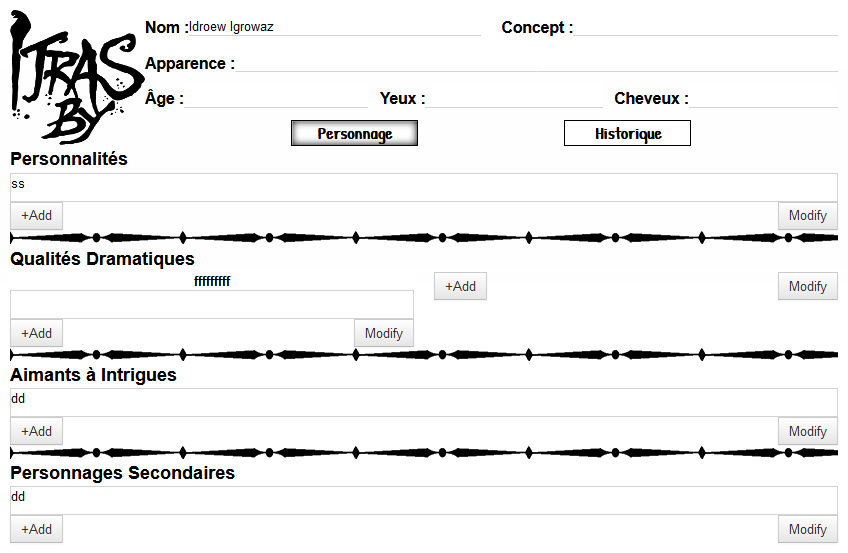 ITRAS BY
Nom : Idroew Igrowaz Concept :
Apparence :
Âge : Yeux : Cheveux :
Personnage Historique
Personnalités
ss
+Add Modify
Qualités Dramatiques
fffffffff +Add Modify
+Add Modify
Aimants à Intrigues
dd
+Add Modify
Personnages Secondaires
dd
+Add Modify